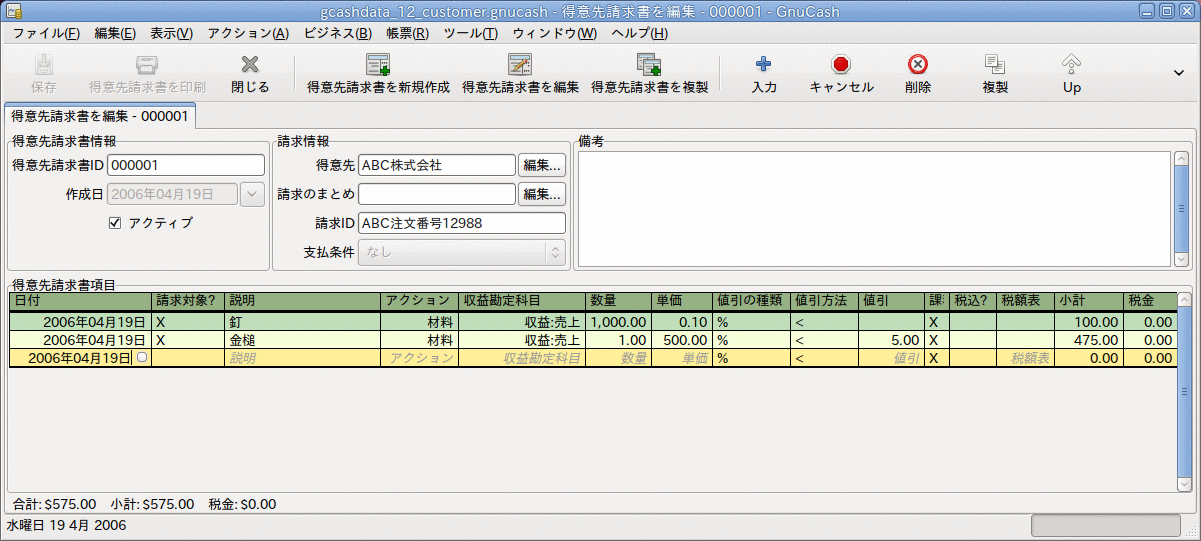 gcashdata_12_customer.gnucash - 得意先請求書を編集 - 000001 - GnuCash
ファイル(F) 編集(E) 表示(V) アクション(A) ビジネス(B) 帳票(R) ツール(T) ウィンドウ(W) ヘルプ(H)
保存 得意先請求書を印刷 閉じる 得意先請求書を新規作成 得意先請求書を編集 得意先請求書を複製 入力 キャンセル 削除 複製 Up
得意先請求書を編集 - 000001
得意先請求書情報
得意先請求書ID 000001
作成日 2006年04月19日
アクティブ
請求情報
得意先 ABC株式会社 編集...
請求のまとめ 編集...
請求ID ABC注文番号12988
支払条件 なし
備考
得意先請求書項目
日付 請求対象? 説明 アクション 収益勘定科目 数量 単価 値引の種類 値引方法 値引 課: 税込? 税額表 小計 税金
2006年04月19日 X 釘 材料 収益:売上 1,000.00 0.10 % < X 100.00 0.00
2006年04月19日 X 金槌 材料 収益:売上 1.00 500.00 % < 5.00 X 475.00 0.00
2006年04月19日 説明 アクション 収益勘定科目 数量 単価 % < 値引 X 税額表 0.00 0.00
合計: $575.00 小計: $575.00 税金: $0.00
水曜日 19 4月 2006